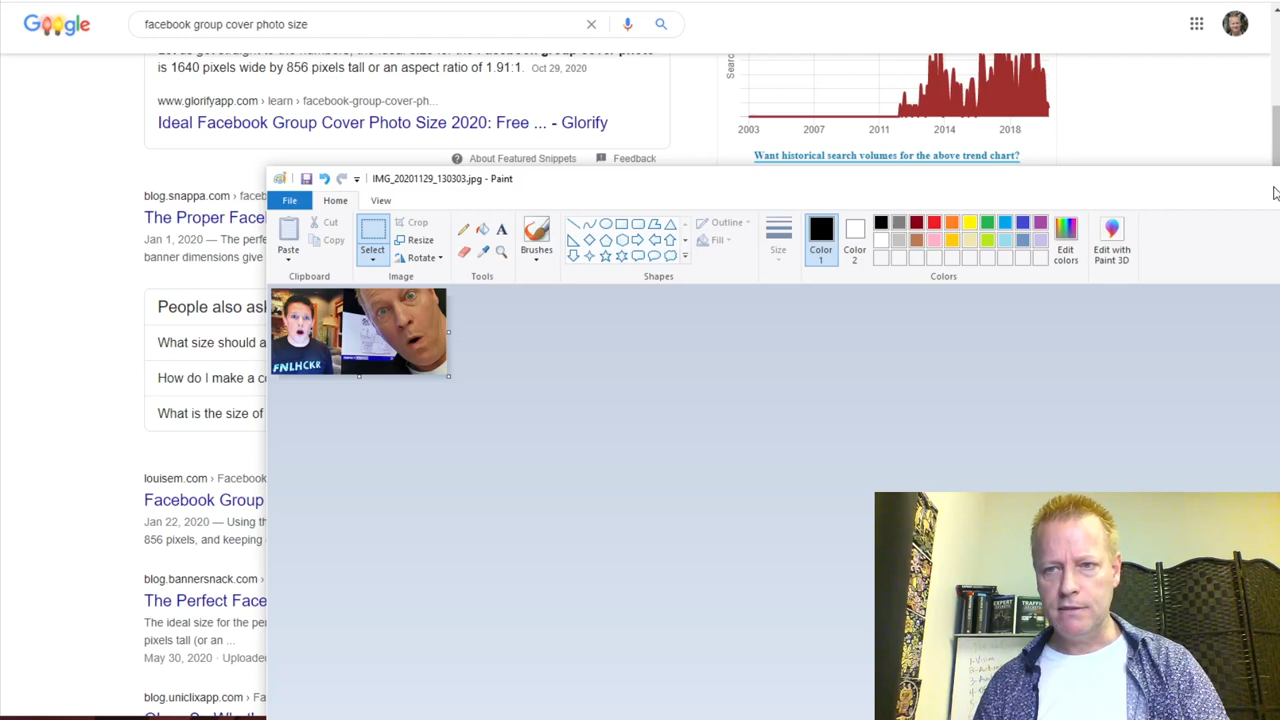 Google
facebook group cover photo size
is 1640 pixels wide by 856 pixels tall or an aspect ratio of 1.91:1. Oct 29, 2020
www.glorifyapp.com › learn › facebook-group-cover-ph...
Ideal Facebook Group Cover Photo Size 2020: Free ... - Glorify
About Featured Snippets
Feedback
2003 2007 2011 2014 2018
Want historical search volumes for the above trend chart?
IMG_20201129_130303.jpg - Paint
File Home View
Paste
Cut
Copy
Clipboard
Select
Crop
Resize
Rotate
Image
Tools
Brushes
Shapes
Outline
Fill
Size
Color 1
Color 2
Edit colors
Colors
Edit with Paint 3D
FNLHCKR
blog.snappa.com › faceb
The Proper Face
Jan 1, 2020 — The perfe
banner dimensions give
People also ask
What size should a
How do I make a co
What is the size of
louisem.com › Facebook
Facebook Group
Jan 22, 2020 — Using th
856 pixels, and keeping
blog.bannersnack.com
The Perfect Face
The ideal size for the per
pixels tall (or an ...
May 30, 2020 · Uploade
blog.uniclixapp.com › Fa
EXPERT
TRAFFIC